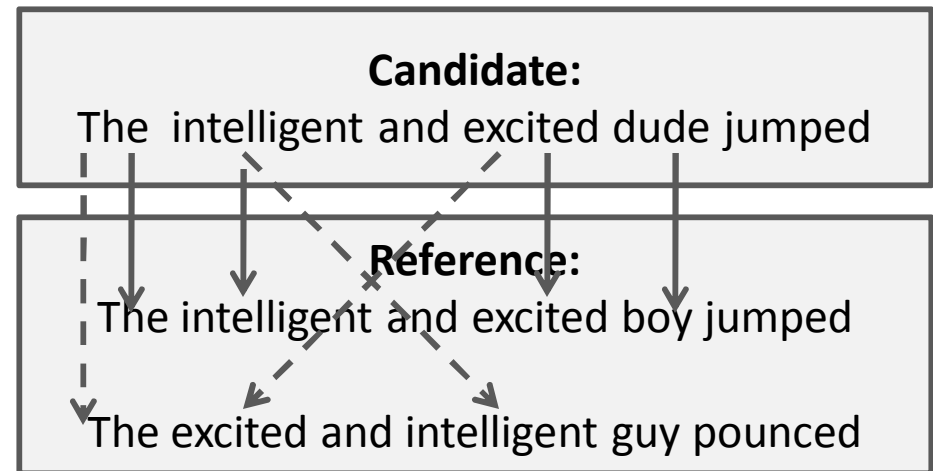 Candidate:
The intelligent and excited dude jumped
Reference:
The intelligent and excited boy jumped
The excited and intelligent guy pounced